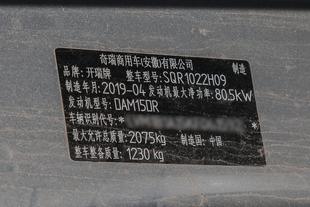 奇瑞商用车(安徽)有限公司 制造
品牌 开瑞牌 整车型号 SQR1022H09
制造年月:2019-04 发动机最大净功率:80.5kW
发动机型号:DAM15DR
车辆识别代号:*
最大允许总质量:2075kg 制造国:中国
整车整备质量:1230kg